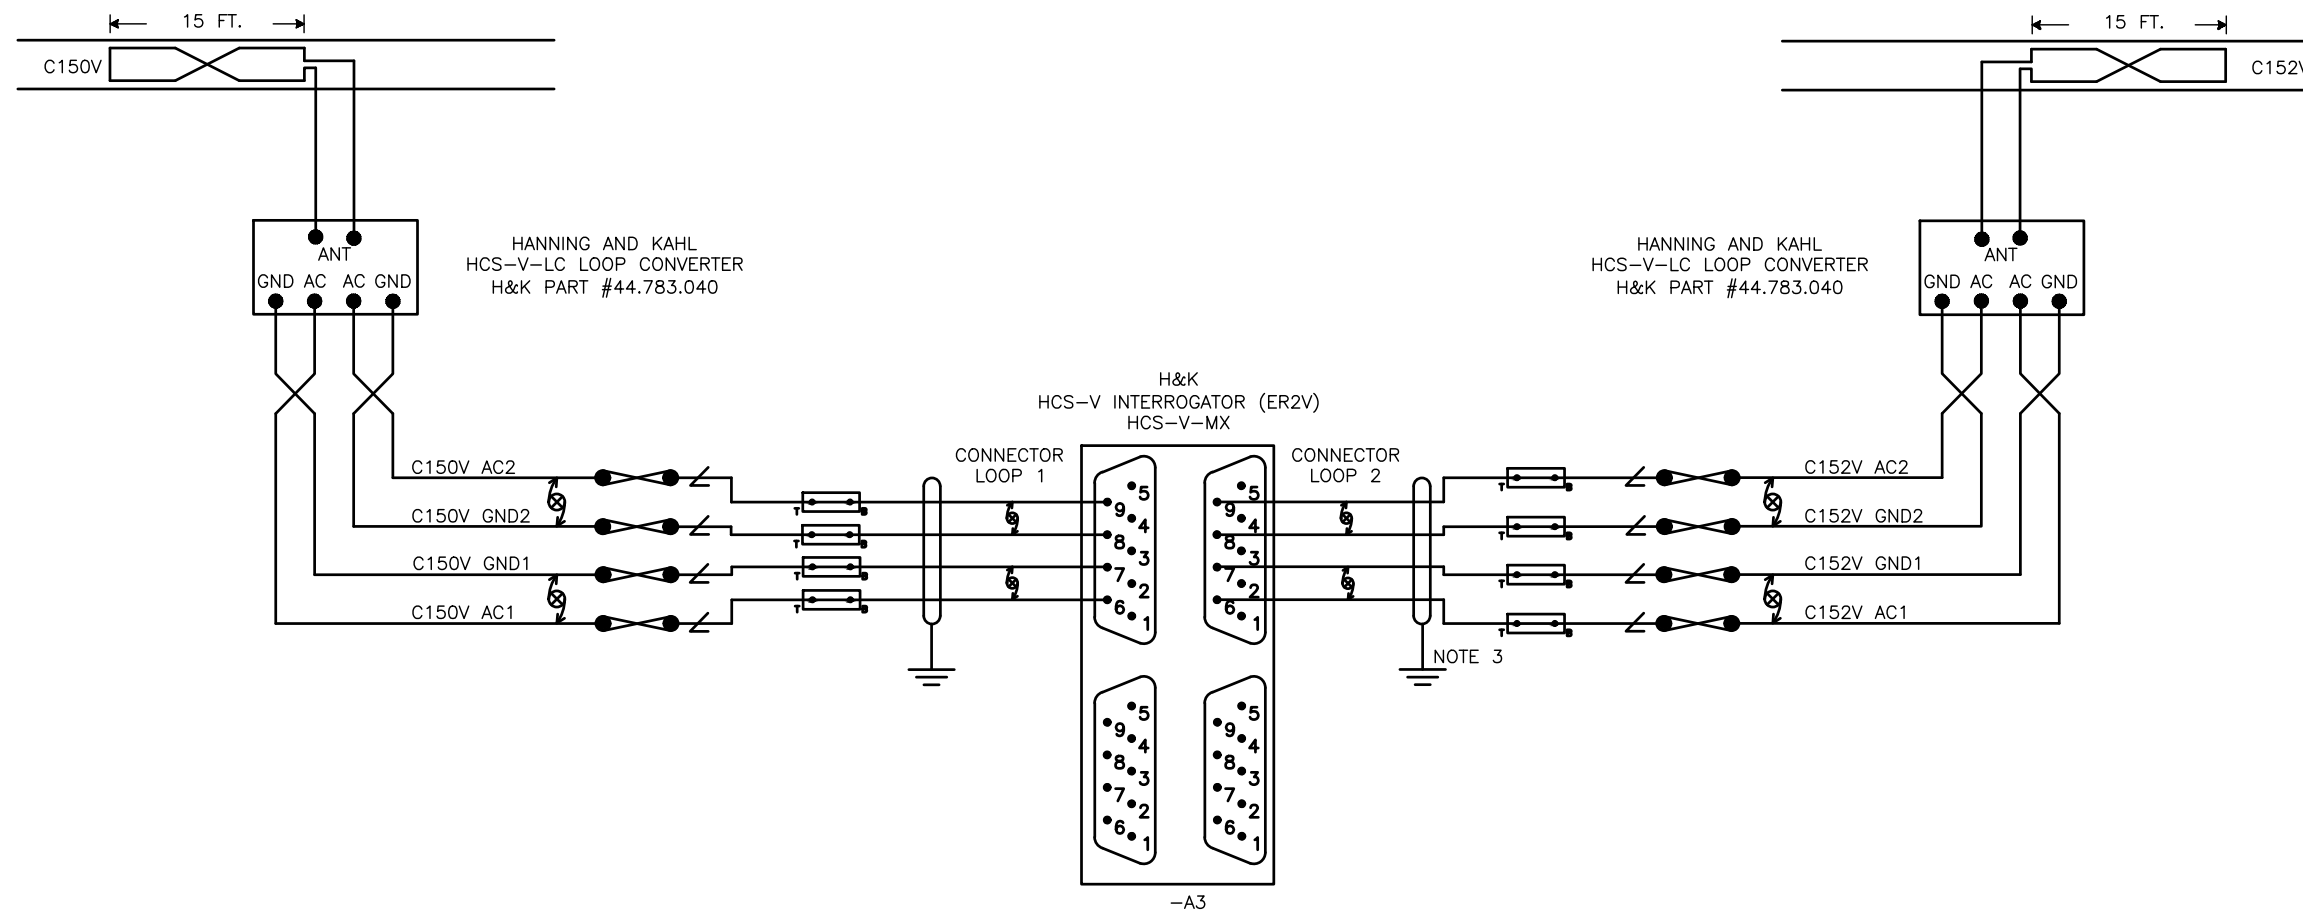 15 FT.
15 FT.
C150V
C152V
HANNING AND KAHL
HCS-V-LC LOOP CONVERTER
H&K PART #44.783.040
ANT
GND AC AC GND
HANNING AND KAHL
HCS-V-LC LOOP CONVERTER
H&K PART #44.783.040
ANT
GND AC AC GND
H&K
HCS-V INTERROGATOR (ER2V)
HCS-V-MX
CONNECTOR
LOOP 1
CONNECTOR
LOOP 2
C150V AC2
C150V GND2
C150V GND1
C150V AC1
T B
T B
T B
T B
5
9
4
8
3
7
2
6
1
5
9
4
8
3
7
2
6
1
T B
T B
T B
T B
C152V AC2
C152V GND2
C152V GND1
C152V AC1
NOTE 3
5
9
4
8
3
7
2
6
1
5
9
4
8
3
7
2
6
1
-A3